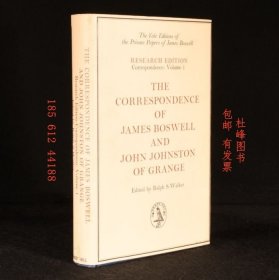 The Yale Edition of the
Private Papers of James Boswell
RESEARCH EDITION
Correspondence: Volume 1
THE
CORRESPONDENCE
OF
JAMES BOSWELL
AND
JOHN JOHNSTON
OF GRANGE
Edited by Ralph S. Walker
THE CORRESPONDENCE OF JAMES BOSWELL
AND JOHN JOHNSTON OF GRANGE
185 612 44188
杜峰图书
包邮 有发票